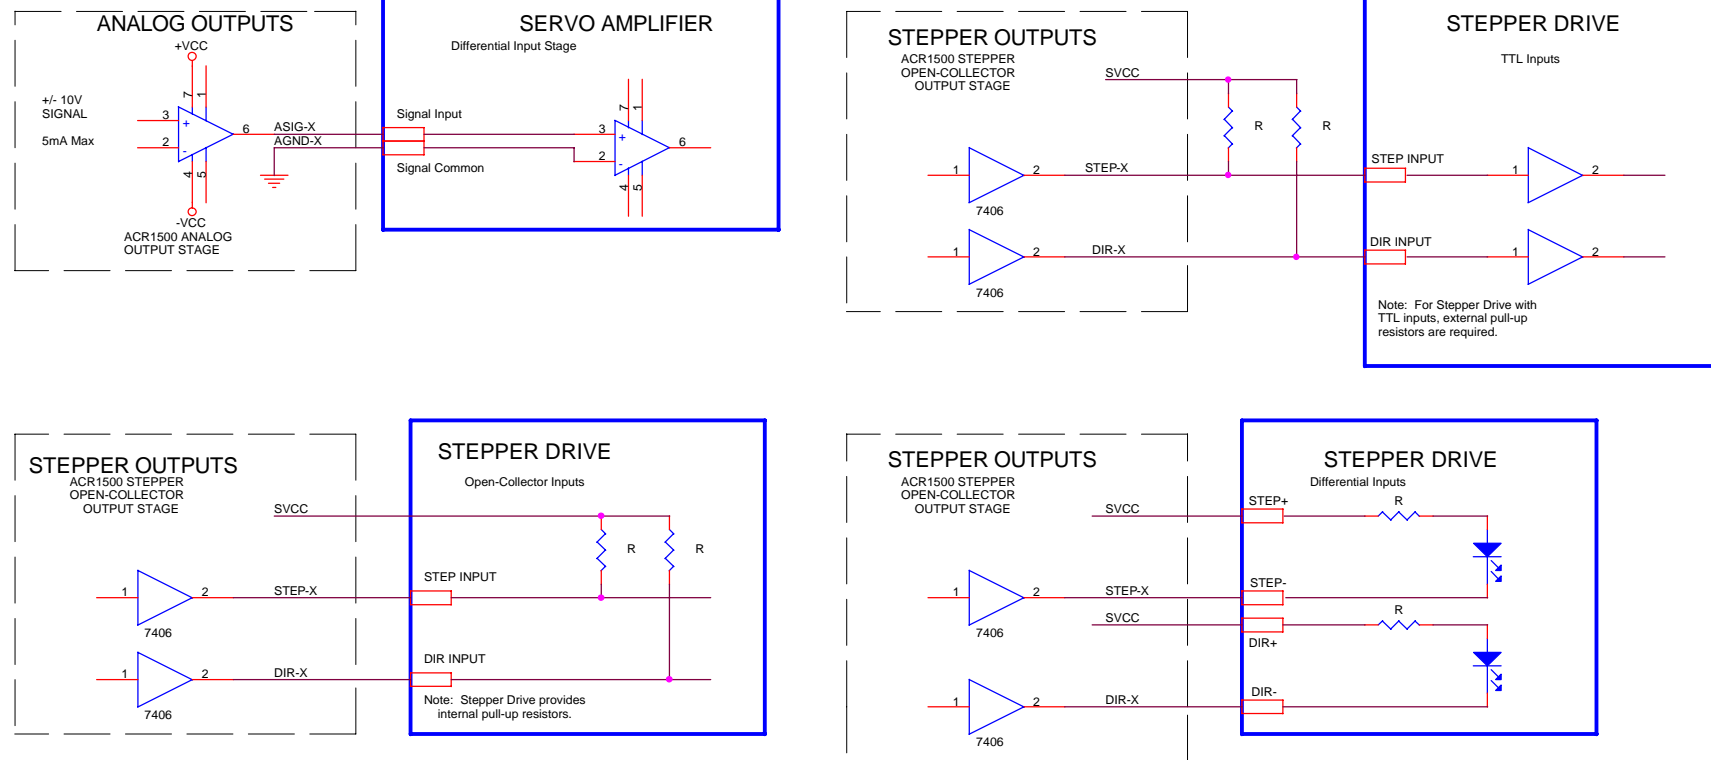 ANALOG OUTPUTS
+VCC
+/- 10V
SIGNAL
5mA Max
7
1
3
+
2
-
6
4
5
ASIG-X
AGND-X
-VCC
ACR1500 ANALOG
OUTPUT STAGE
SERVO AMPLIFIER
Differential Input Stage
Signal Input
Signal Common
7
1
3
+
2
-
6
4
5
STEPPER OUTPUTS
ACR1500 STEPPER
OPEN-COLLECTOR
OUTPUT STAGE
SVCC
R
R
1
2
STEP-X
7406
1
2
DIR-X
7406
STEPPER DRIVE
TTL Inputs
STEP INPUT
1
2
DIR INPUT
1
2
Note: For Stepper Drive with
TTL inputs, external pull-up
resistors are required.
STEPPER OUTPUTS
ACR1500 STEPPER
OPEN-COLLECTOR
OUTPUT STAGE
SVCC
1
2
STEP-X
7406
1
2
DIR-X
7406
STEPPER DRIVE
Open-Collector Inputs
R
R
STEP INPUT
DIR INPUT
Note: Stepper Drive provides
internal pull-up resistors.
STEPPER OUTPUTS
ACR1500 STEPPER
OPEN-COLLECTOR
OUTPUT STAGE
SVCC
1
2
STEP-X
7406
SVCC
1
2
DIR-X
7406
STEPPER DRIVE
Differential Inputs
STEP+
R
STEP-
R
DIR+
DIR-